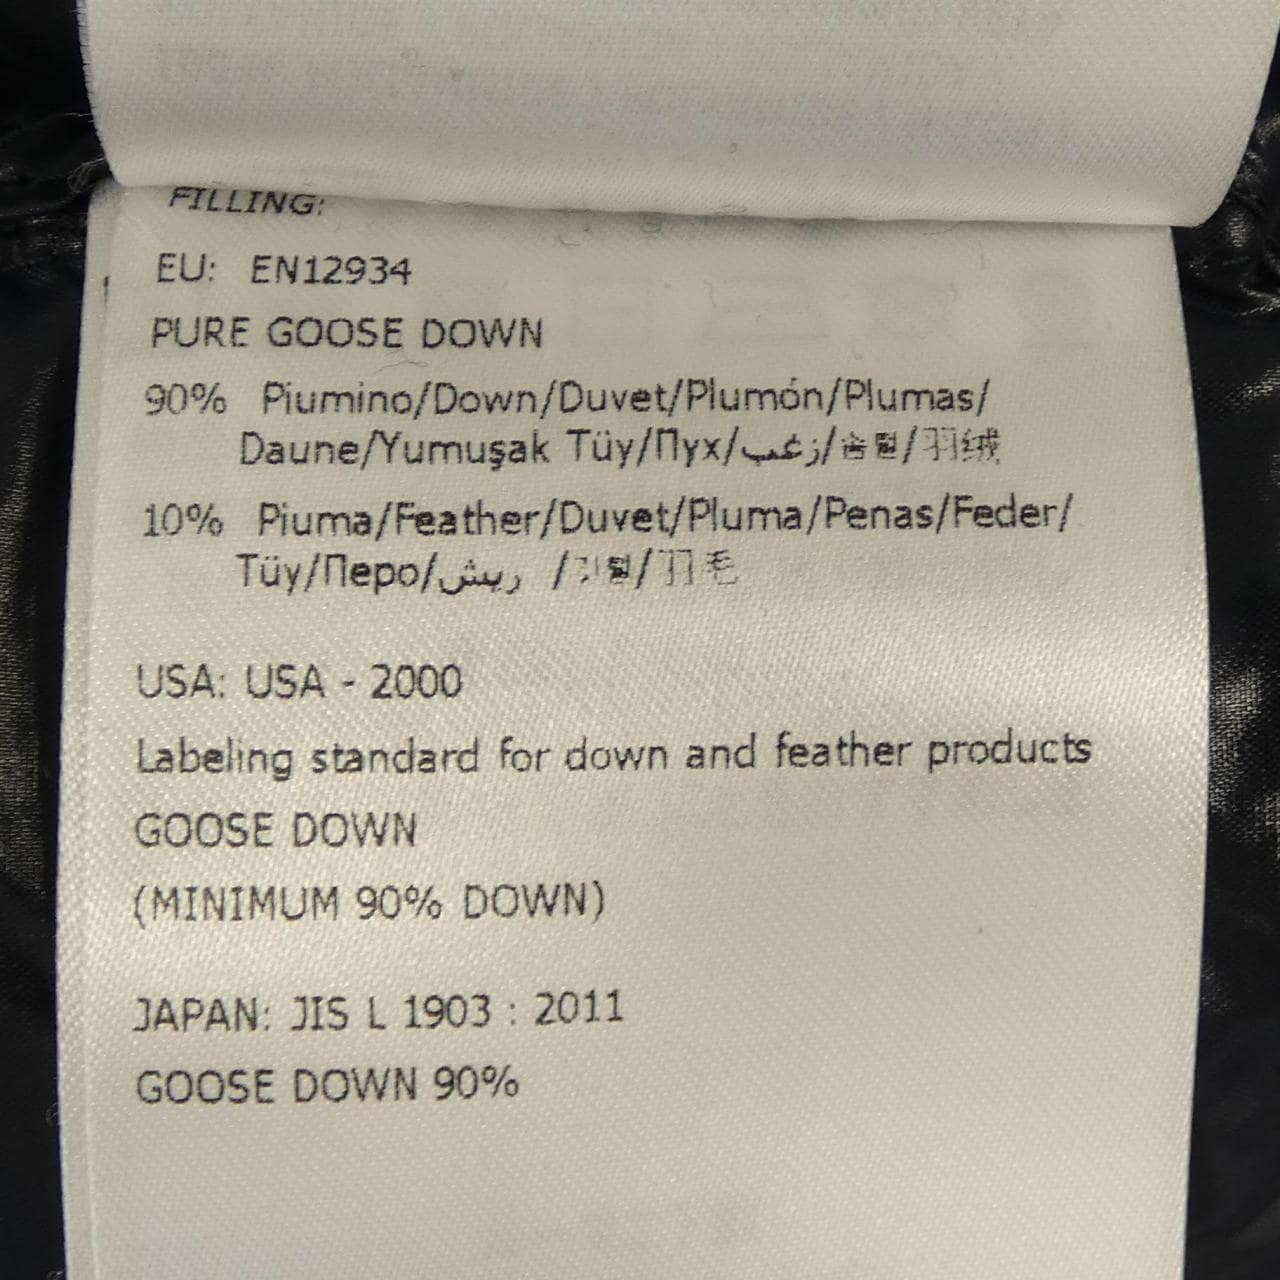 FILLING:
EU: EN12934
PURE GOOSE DOWN
90% Piumino/Down/Duvet/Plumón/Plumas/
Daune/Yumuşak Tüy/Пух/زغب/솜털/羽绒
10% Piuma/Feather/Duvet/Pluma/Penas/Feder/
Tüy/Перо/ريش /깃털/羽毛
USA: USA - 2000
Labeling standard for down and feather products
GOOSE DOWN
(MINIMUM 90% DOWN)
JAPAN: JIS L 1903 : 2011
GOOSE DOWN 90%